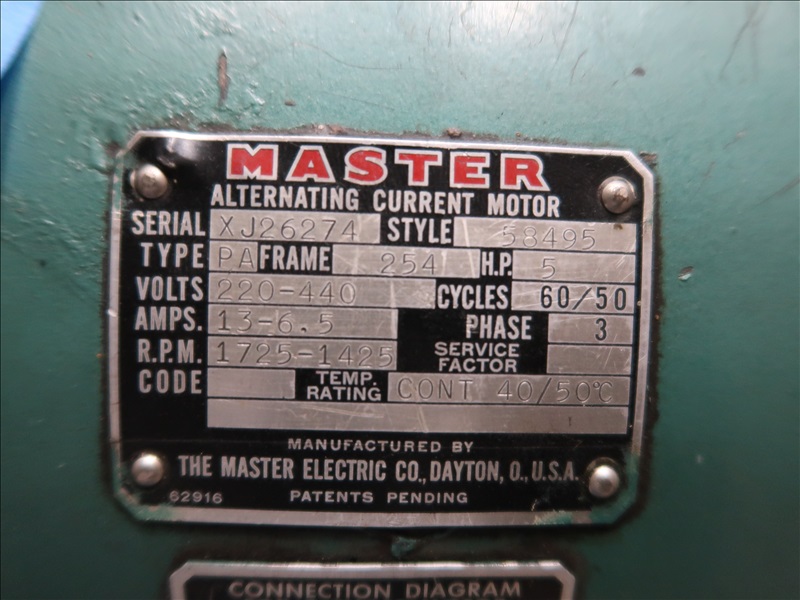 MASTER
ALTERNATING CURRENT MOTOR
SERIAL XJ26274 STYLE 58495
TYPE PA FRAME 254 H.P. 5
VOLTS 220-440 CYCLES 60/50
AMPS. 13-6.5 PHASE 3
R.P.M. 1725-1425 SERVICE FACTOR
CODE TEMP. RATING CONT 40/50°C
MANUFACTURED BY
THE MASTER ELECTRIC CO., DAYTON, O., U.S.A.
62916 PATENTS PENDING
CONNECTION DIAGRAM